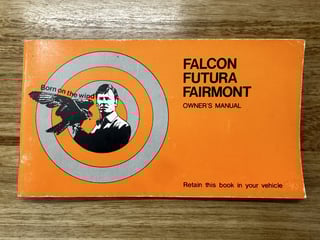 Born on the wind
FALCON
FUTURA
FAIRMONT
OWNER'S MANUAL
Retain this book in your vehicle